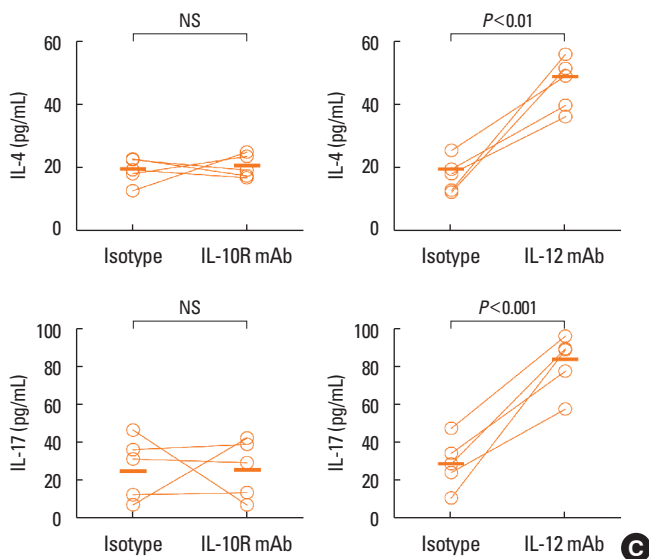 NS
60
40
20
0
IL-4 (pg/mL)
Isotype IL-10R mAb
P<0.01
60
40
20
0
IL-4 (pg/mL)
Isotype IL-12 mAb
NS
100
80
60
40
20
0
IL-17 (pg/mL)
Isotype IL-10R mAb
P<0.001
100
80
60
40
20
0
IL-17 (pg/mL)
Isotype IL-12 mAb
C